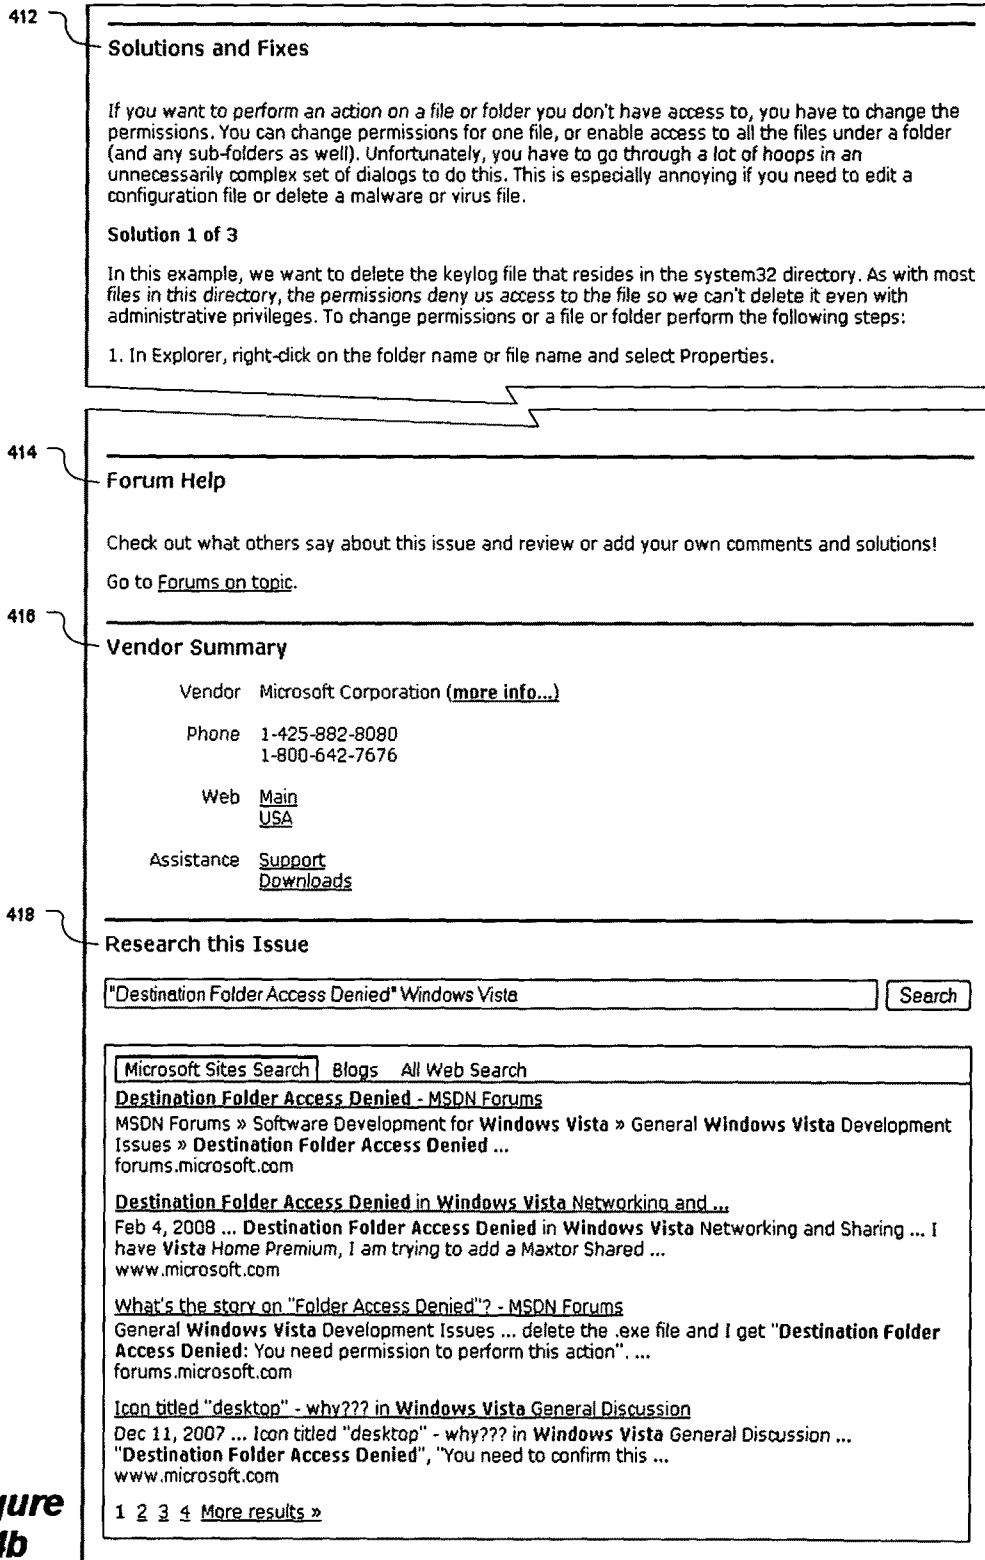 412
Solutions and Fixes
If you want to perform an action on a file or folder you don't have access to, you have to change the
permissions. You can change permissions for one file, or enable access to all the files under a folder
(and any sub-folders as well). Unfortunately, you have to go through a lot of hoops in an
unnecessarily complex set of dialogs to do this. This is especially annoying if you need to edit a
configuration file or delete a malware or virus file.
Solution 1 of 3
In this example, we want to delete the keylog file that resides in the system32 directory. As with most
files in this directory, the permissions deny us access to the file so we can't delete it even with
administrative privileges. To change permissions or a file or folder perform the following steps:
1. In Explorer, right-click on the folder name or file name and select Properties.
414
Forum Help
Check out what others say about this issue and review or add your own comments and solutions!
Go to Forums on topic.
416
Vendor Summary
Vendor Microsoft Corporation (more info...)
Phone 1-425-882-8080
1-800-642-7676
Web Main
USA
Assistance Support
Downloads
418
Research this Issue
"Destination Folder Access Denied" Windows Vista Search
Microsoft Sites Search Blogs All Web Search
Destination Folder Access Denied - MSDN Forums
MSDN Forums » Software Development for Windows Vista » General Windows Vista Development
Issues » Destination Folder Access Denied ...
forums.microsoft.com
Destination Folder Access Denied in Windows Vista Networking and ...
Feb 4, 2008 ... Destination Folder Access Denied in Windows Vista Networking and Sharing ... I
have Vista Home Premium, I am trying to add a Maxtor Shared ...
www.microsoft.com
What's the story on "Folder Access Denied"? - MSDN Forums
General Windows Vista Development Issues ... delete the .exe file and I get "Destination Folder
Access Denied: You need permission to perform this action". ...
forums.microsoft.com
Icon titled "desktop" - why??? in Windows Vista General Discussion
Dec 11, 2007 ... Icon titled "desktop" - why??? in Windows Vista General Discussion ...
"Destination Folder Access Denied", "You need to confirm this ...
www.microsoft.com
1 2 3 4 More results »